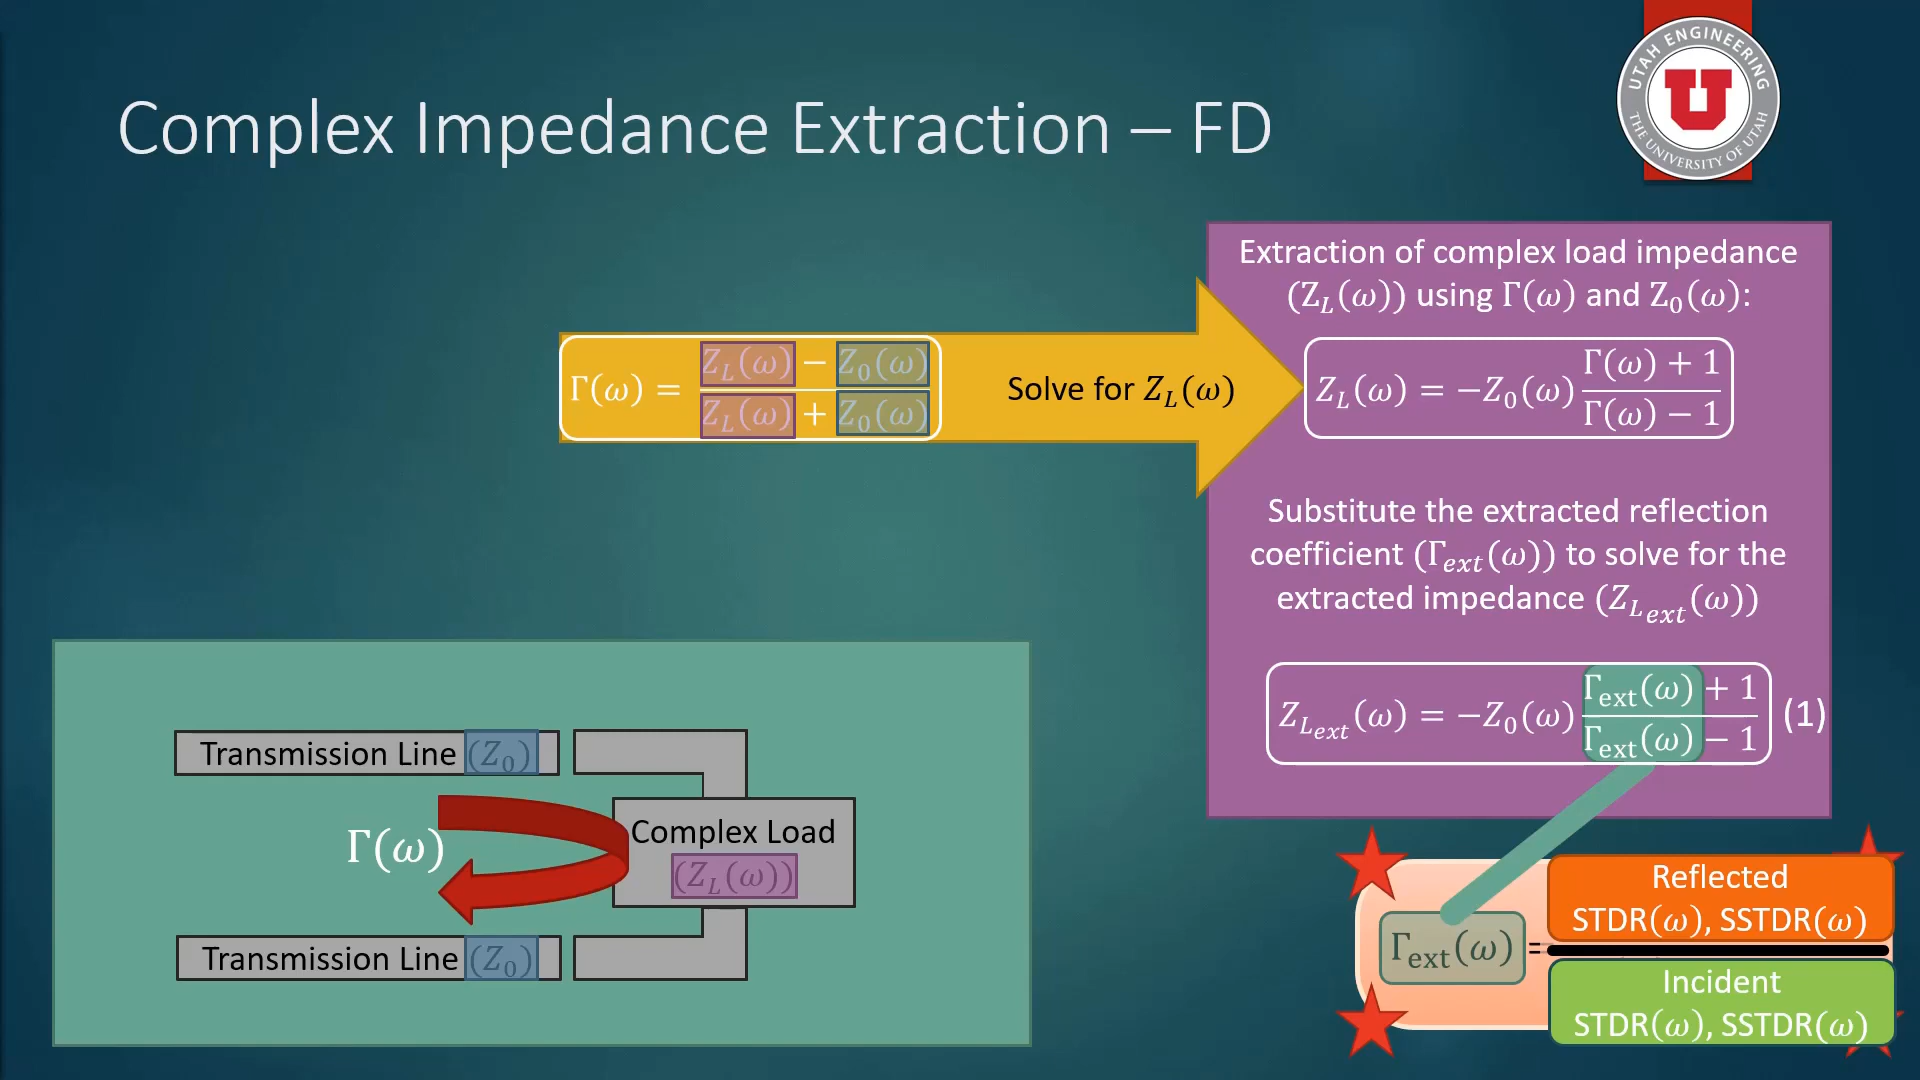 Complex Impedance Extraction – FD
UTAH ENGINEERING
THE UNIVERSITY OF UTAH
U
Γ(ω) = (Z_L(ω) − Z_0(ω)) / (Z_L(ω) + Z_0(ω))
Solve for Z_L(ω)
Extraction of complex load impedance
(Z_L(ω)) using Γ(ω) and Z_0(ω):
Z_L(ω) = −Z_0(ω) (Γ(ω) + 1) / (Γ(ω) − 1)
Substitute the extracted reflection
coefficient (Γ_ext(ω)) to solve for the
extracted impedance (Z_L_ext(ω))
Z_L_ext(ω) = −Z_0(ω) (Γ_ext(ω) + 1) / (Γ_ext(ω) − 1) (1)
Transmission Line (Z_0)
Γ(ω)
Complex Load
(Z_L(ω))
Transmission Line (Z_0)
Γ_ext(ω) =
Reflected
STDR(ω), SSTDR(ω)
Incident
STDR(ω), SSTDR(ω)